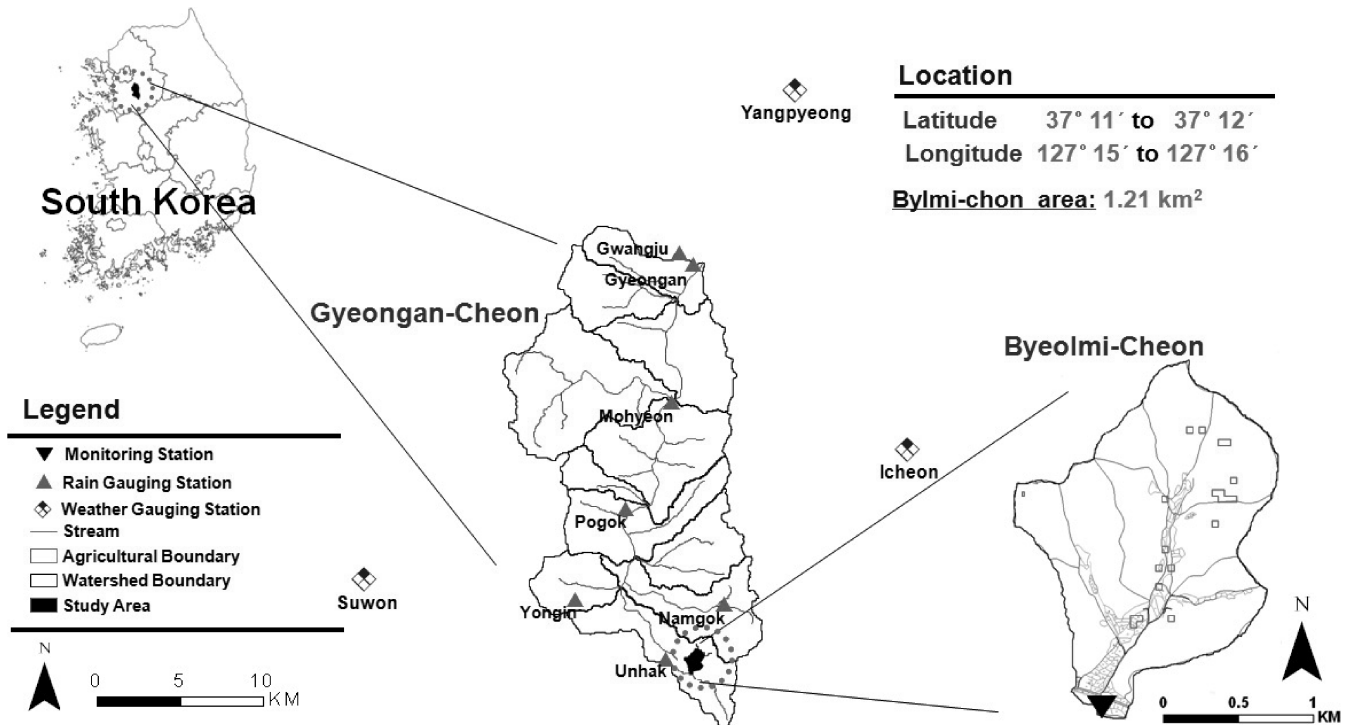 South Korea
Yangpyeong
Location
Latitude 37° 11´ to 37° 12´
Longitude 127° 15´ to 127° 16´
Bylmi-chon area: 1.21 km²
Gwangju
Gyeongan
Gyeongan-Cheon
Byeolmi-Cheon
Mohyeon
Icheon
Pogok
Suwon
Yongin
Namgok
Unhak
Legend
Monitoring Station
Rain Gauging Station
Weather Gauging Station
Stream
Agricultural Boundary
Watershed Boundary
Study Area
N
0 5 10
KM
N
0 0.5 1
KM